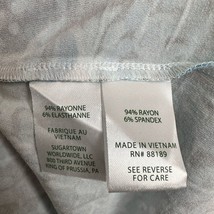 94% RAYONNE
6% ELASTHANNE
FABRIQUE AU
VIETNAM
SUGARTOWN
WORLDWIDE, LLC
800 3RD AVENUE
KING OF PRUSSIA, PA
94% RAYON
6% SPANDEX
MADE IN VIETNAM
RN# 88189
SEE REVERSE
FOR CARE